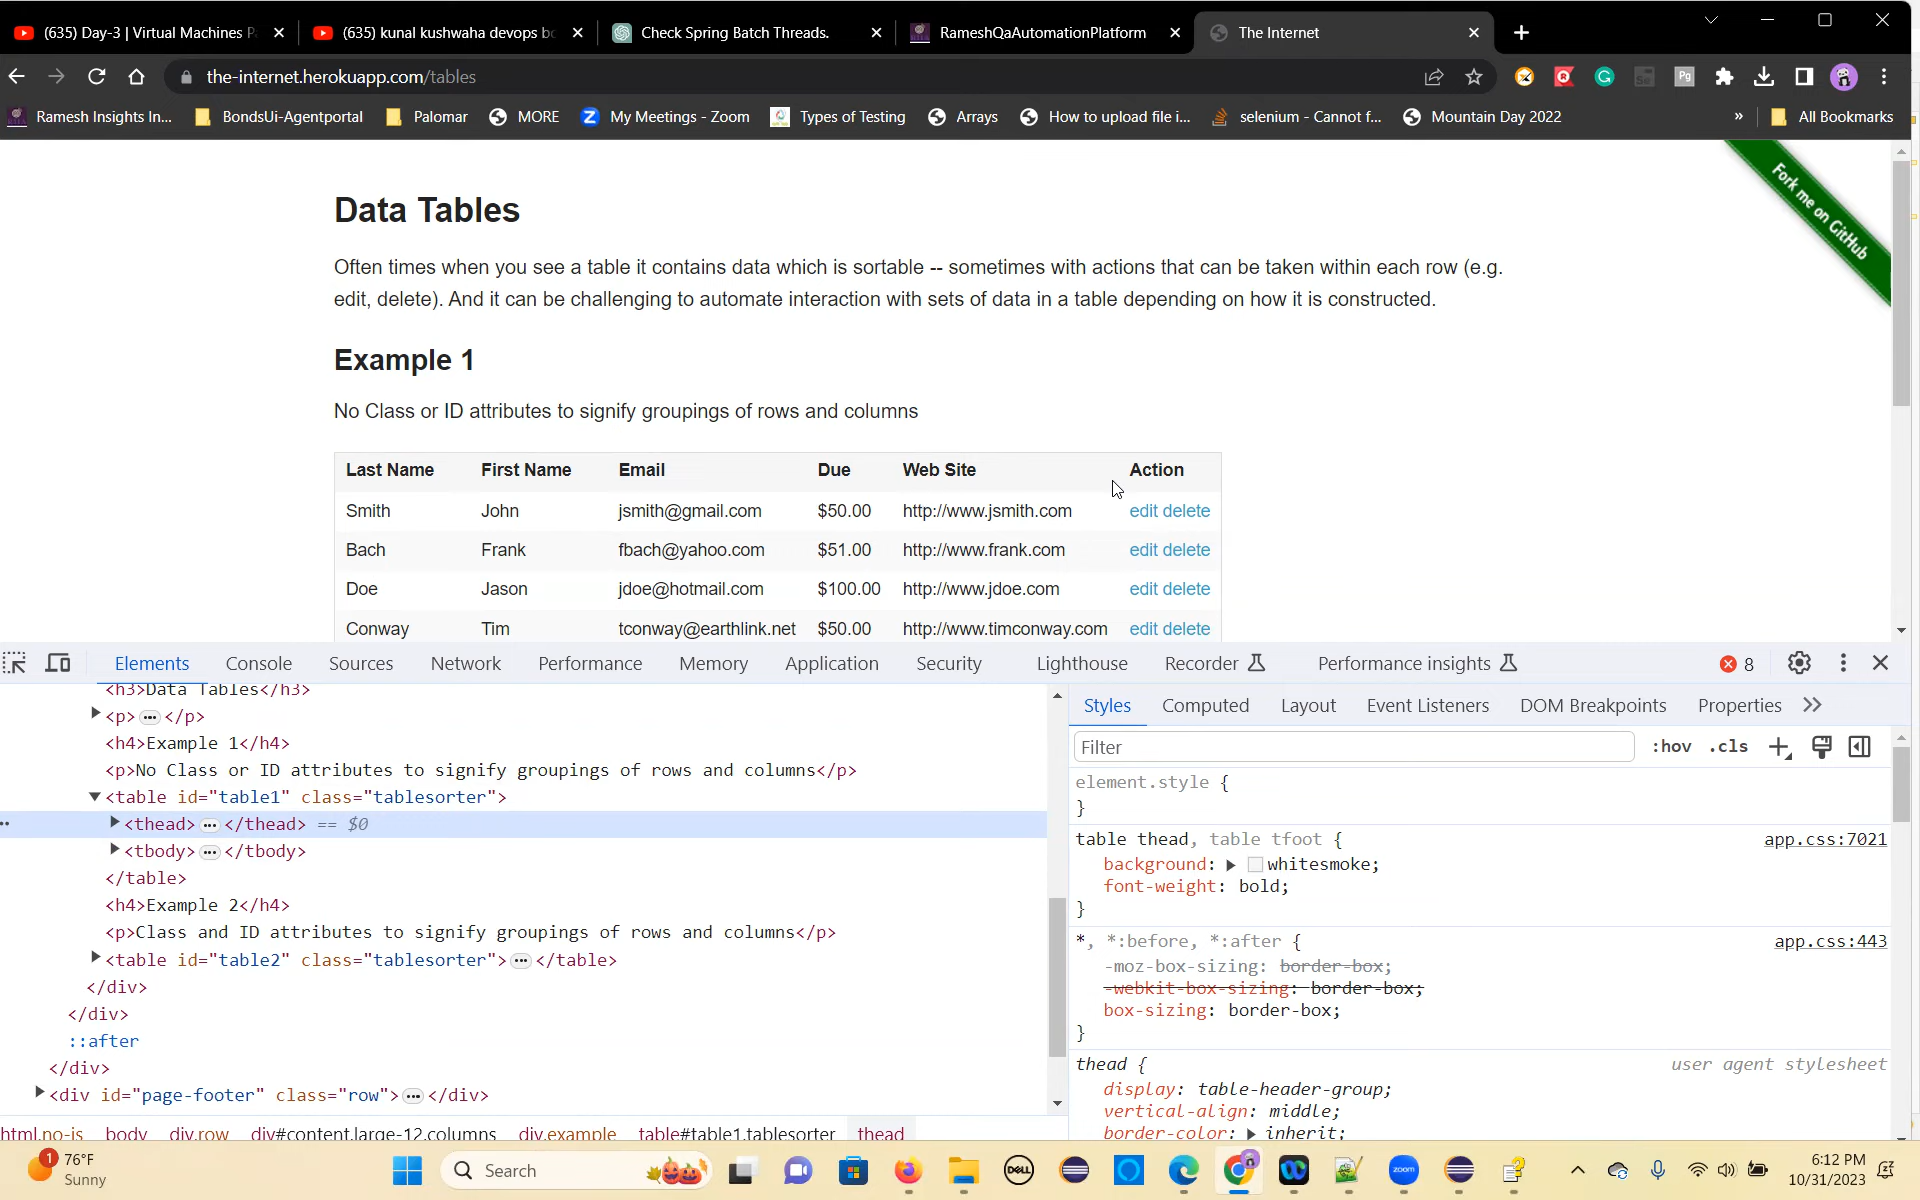 (635) Day-3 | Virtual Machines P
(635) kunal kushwaha devops bo
Check Spring Batch Threads.
RameshQaAutomationPlatform
The Internet
the-internet.herokuapp.com/tables
Ramesh Insights In...
BondsUi-Agentportal
Palomar
MORE
My Meetings - Zoom
Types of Testing
Arrays
How to upload file i...
selenium - Cannot f...
Mountain Day 2022
»
All Bookmarks
Fork me on GitHub
Data Tables
Often times when you see a table it contains data which is sortable -- sometimes with actions that can be taken within each row (e.g.
edit, delete). And it can be challenging to automate interaction with sets of data in a table depending on how it is constructed.
Example 1
No Class or ID attributes to signify groupings of rows and columns
Last Name First Name Email Due Web Site Action
Smith John jsmith@gmail.com $50.00 http://www.jsmith.com edit delete
Bach Frank fbach@yahoo.com $51.00 http://www.frank.com edit delete
Doe Jason jdoe@hotmail.com $100.00 http://www.jdoe.com edit delete
Conway Tim tconway@earthlink.net $50.00 http://www.timconway.com edit delete
Elements Console Sources Network Performance Memory Application Security Lighthouse Recorder Performance insights 8
<h3>Data Tables</h3>
<p>…</p>
<h4>Example 1</h4>
<p>No Class or ID attributes to signify groupings of rows and columns</p>
<table id="table1" class="tablesorter">
<thead>…</thead> == $0
<tbody>…</tbody>
</table>
<h4>Example 2</h4>
<p>Class and ID attributes to signify groupings of rows and columns</p>
<table id="table2" class="tablesorter">…</table>
</div>
</div>
::after
</div>
<div id="page-footer" class="row">…</div>
html.no-js body div.row div#content.large-12.columns div.example table#table1.tablesorter thead
Styles Computed Layout Event Listeners DOM Breakpoints Properties
Filter :hov .cls
element.style {
}
table thead, table tfoot { app.css:7021
background: whitesmoke;
font-weight: bold;
}
*, *:before, *:after { app.css:443
-moz-box-sizing: border-box;
-webkit-box-sizing: border-box;
box-sizing: border-box;
}
thead { user agent stylesheet
display: table-header-group;
vertical-align: middle;
border-color: inherit;
1
76°F
Sunny
Search
DELL
zoom
6:12 PM
10/31/2023